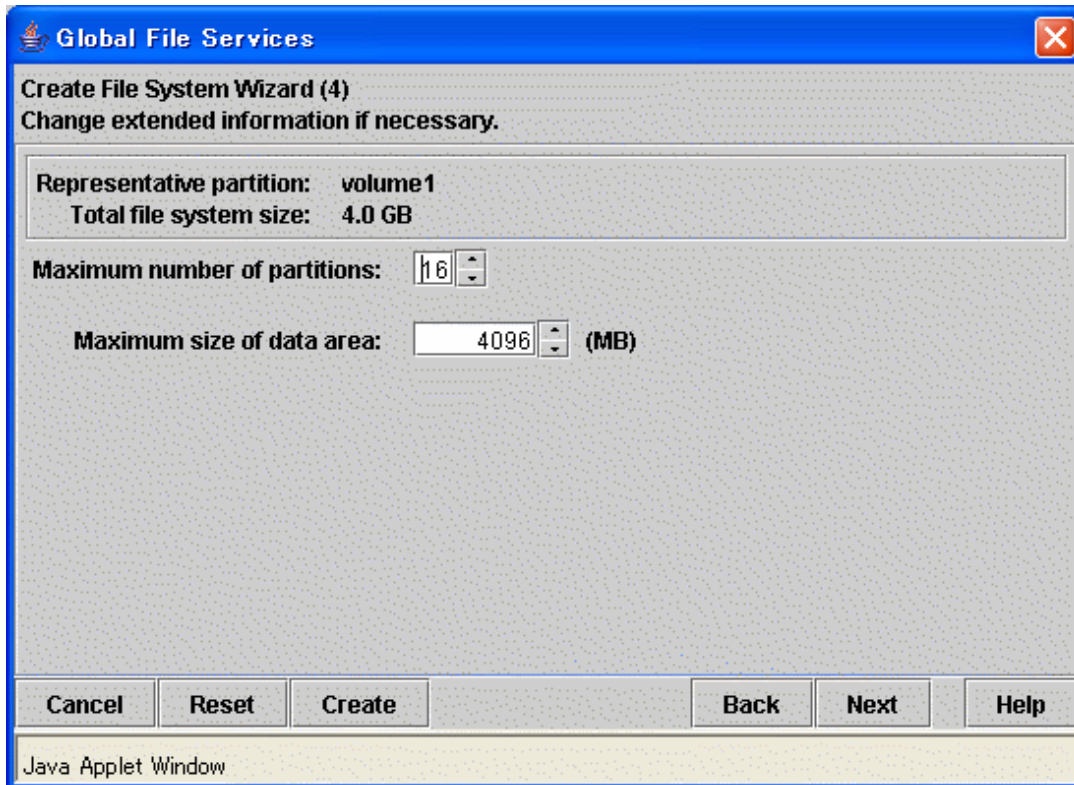 Global File Services
Create File System Wizard (4)
Change extended information if necessary.
Representative partition: volume1
Total file system size: 4.0 GB
Maximum number of partitions: 16
Maximum size of data area: 4096 (MB)
Cancel Reset Create Back Next Help
Java Applet Window